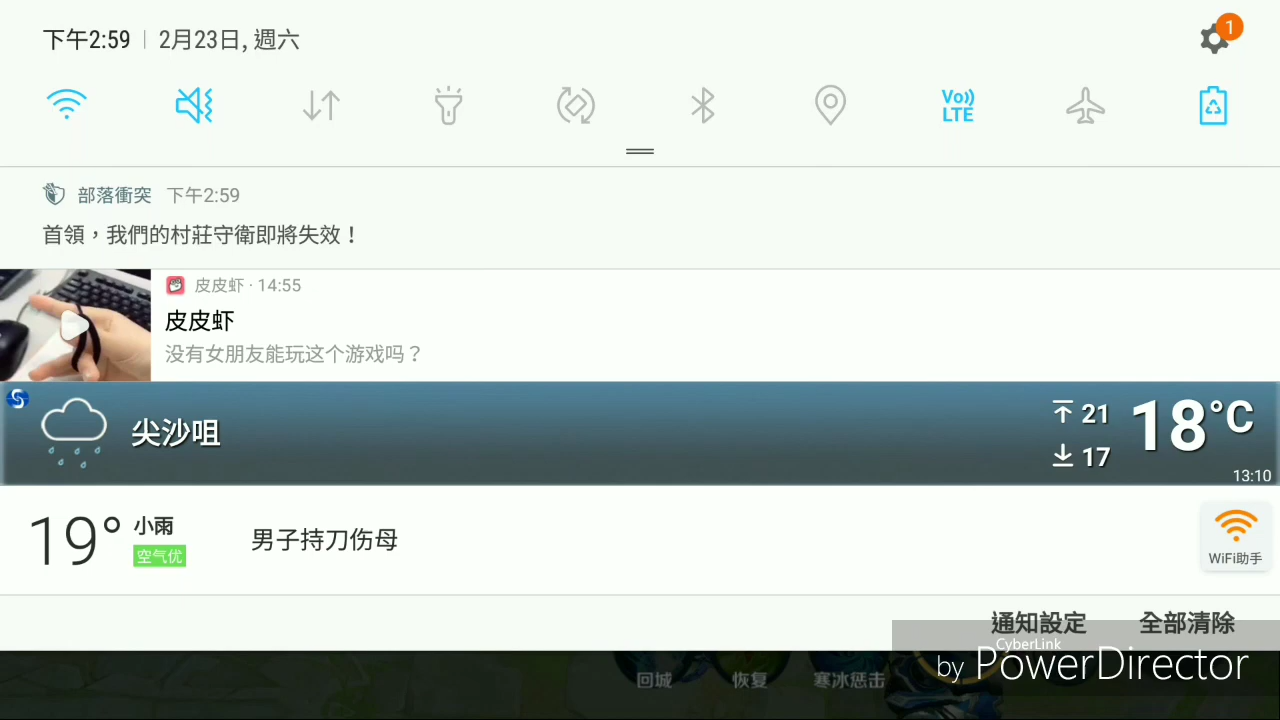 下午2:59 | 2月23日, 週六
1
Vo)) LTE
部落衝突 下午2:59
首領，我們的村莊守衛即將失效！
皮皮虾 · 14:55
皮皮虾
没有女朋友能玩这个游戏吗？
尖沙咀
21
17
18°C
13:10
19° 小雨
空气优
男子持刀伤母
WiFi助手
通知設定 全部清除
CyberLink
by PowerDirector
回城 恢复 寒冰惩击